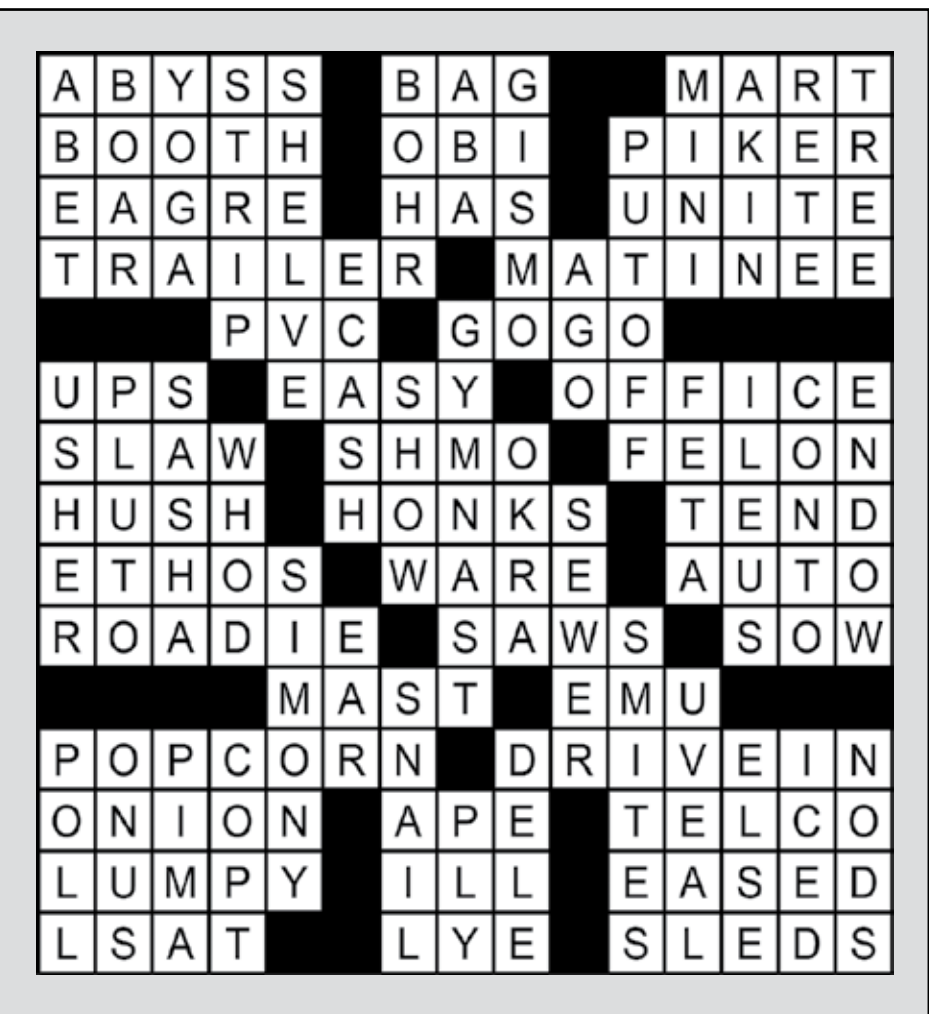 ABYSS BAG MART
BOOTH OBI PIKER
EAGRE HAS UNITE
TRAILER MATINEE
PVC GOGO
UPS EASY OFFICE
SLAW SHMO FELON
HUSH HONKS TEND
ETHOS WARE AUTO
ROADIE SAWS SOW
MAST EMU
POPCORN DRIVEIN
ONION APE TELCO
LUMPY ILL EASED
LSAT LYE SLEDS